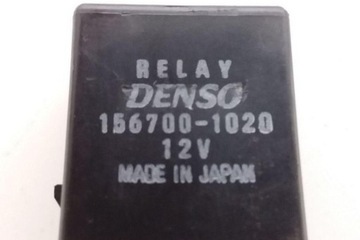 RELAY
DENSO
156700-1020
12V
MADE IN JAPAN